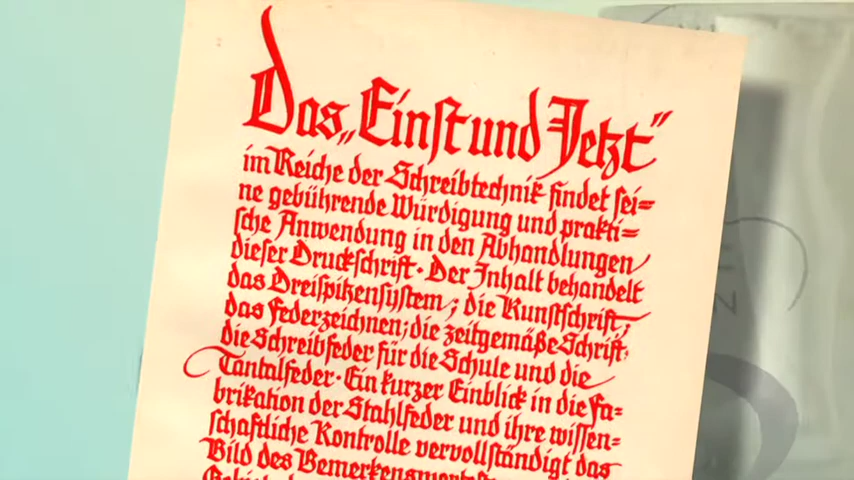 Das „Einst und Jetzt"
im Reiche der Schreibtechnik findet sei=
ne gebührende Würdigung und prakti=
sche Anwendung in den Abhandlungen
dieser Druckschrift · Der Inhalt behandelt
das Dreispitzensystem; die Kunstschrift;
das Federzeichnen; die zeitgemäße Schrift;
die Schreibfeder für die Schule und die
Tantalfeder · Ein kurzer Einblick in die Fa=
brikation der Stahlfeder und ihre wissen=
schaftliche Kontrolle vervollständigt das
Bild des